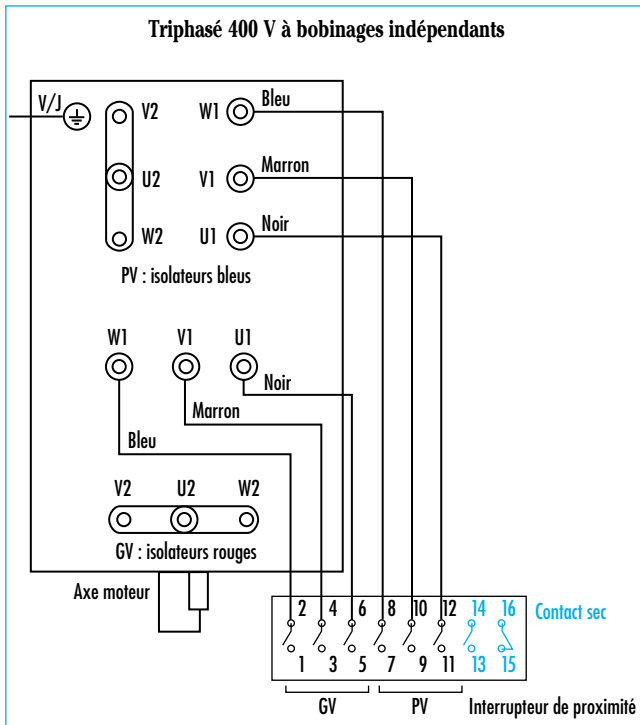 Triphasé 400 V à bobinages indépendants
V/J
V2 W1 Bleu
U2 V1 Marron
W2 U1 Noir
PV : isolateurs bleus
W1 V1 U1
Noir
Marron
Bleu
V2 U2 W2
GV : isolateurs rouges
Axe moteur
2 4 6 8 10 12 14 16 Contact sec
1 3 5 7 9 11 13 15
GV PV Interrupteur de proximité